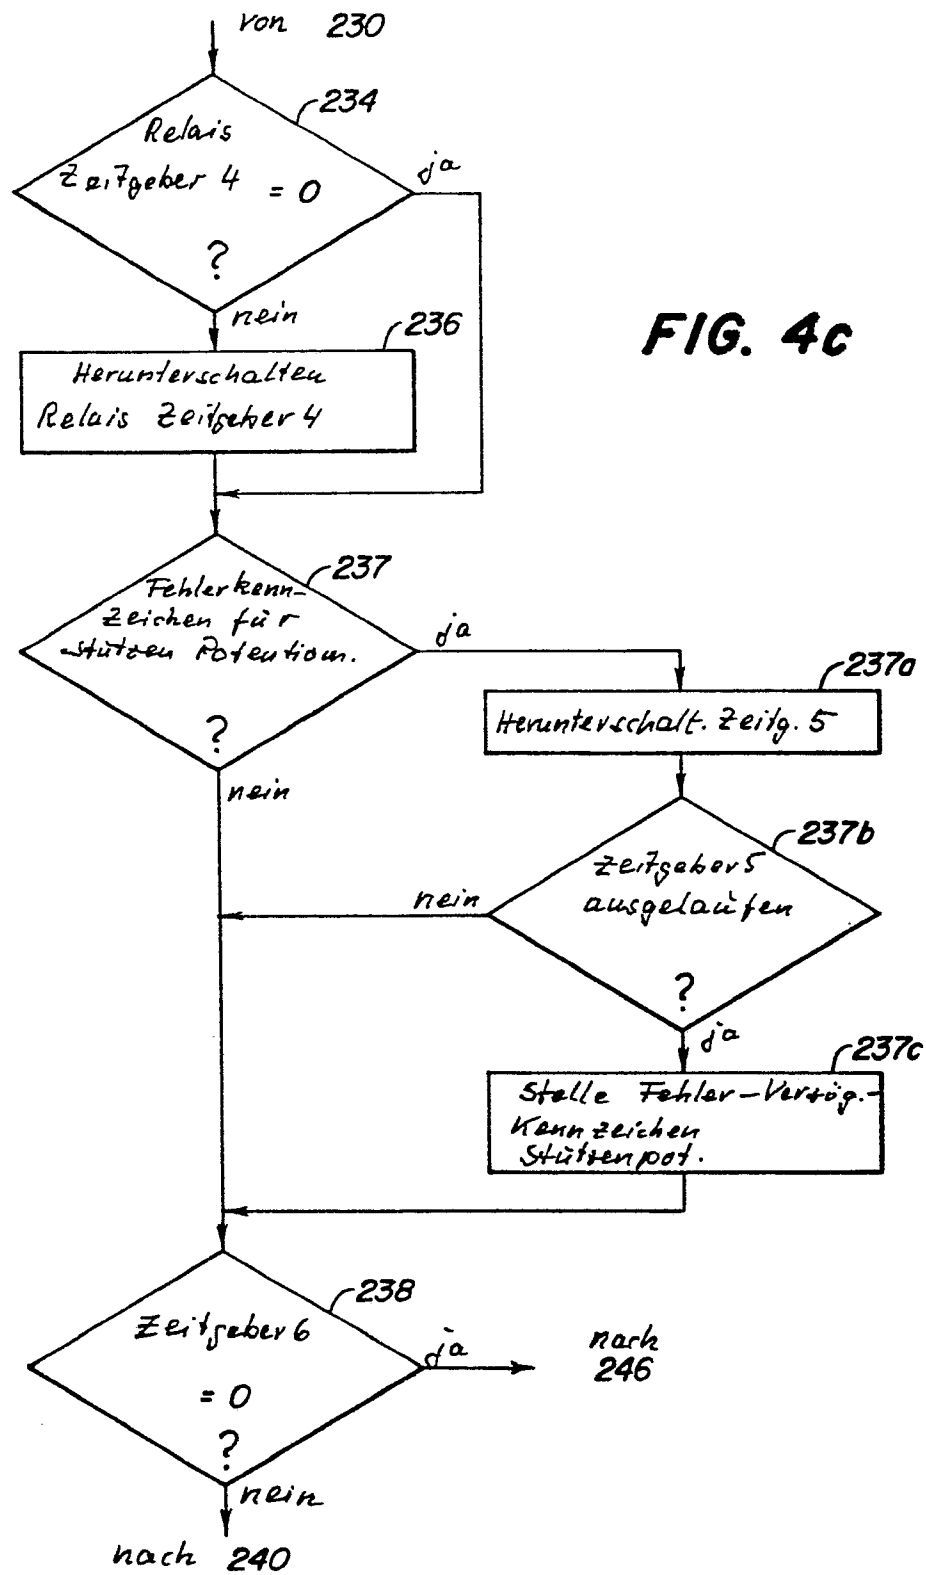 von 230
234
Relais
Zeitgeber 4 = 0
?
ja
nein
236
Herunterschalten
Relais Zeitgeber 4
FIG. 4c
237
Fehlerkenn-
zeichen für
stützen Potentiom.
?
ja
nein
237a
Herunterschalt. Zeitg. 5
237b
Zeitgeber 5
ausgelaufen
?
nein
ja
237c
Stelle Fehler-Verzög.-
Kennzeichen
Stützenpot.
238
Zeitgeber 6
= 0
?
ja
nach
246
nein
nach 240